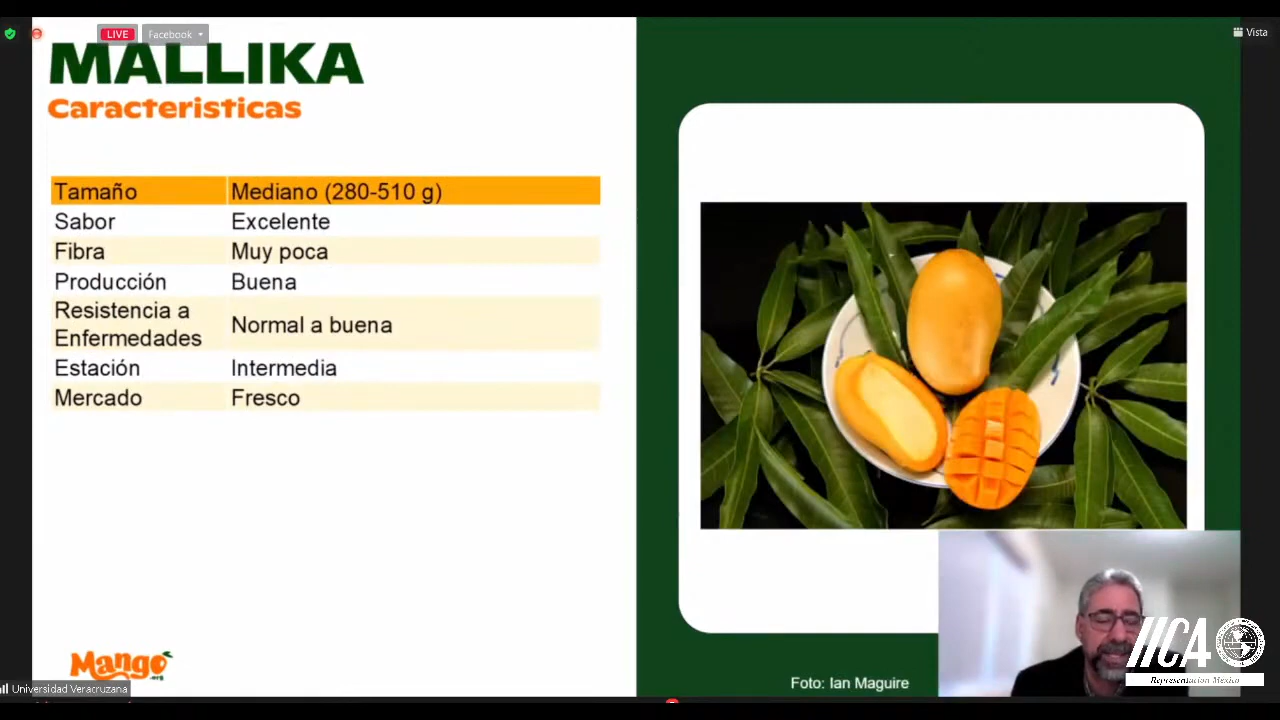 LIVE
Facebook
Vista
MALLIKA
Caracteristicas
Tamaño Mediano (280-510 g)
Sabor Excelente
Fibra Muy poca
Producción Buena
Resistencia a
Enfermedades Normal a buena
Estación Intermedia
Mercado Fresco
Mango
.org
Universidad Veracruzana
Foto: Ian Maguire
IICA
Representación México